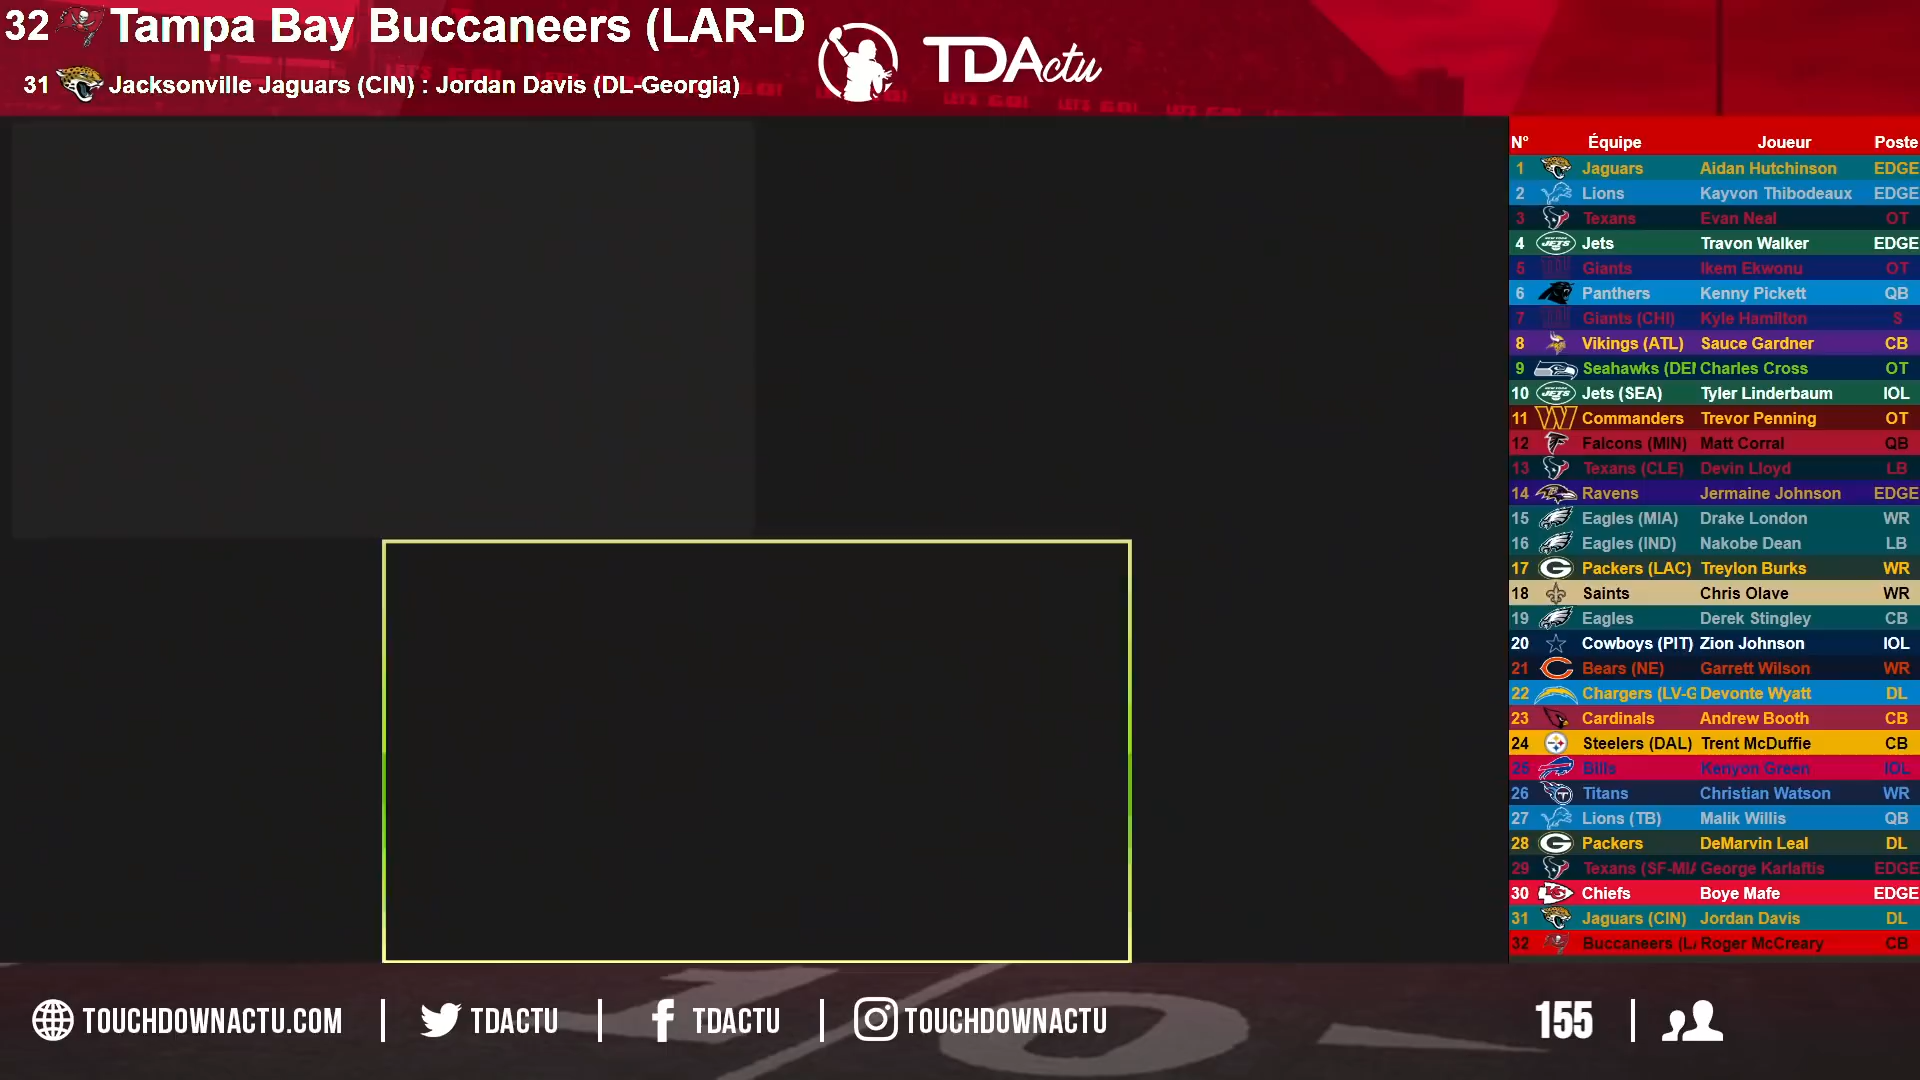 32 Tampa Bay Buccaneers (LAR-D
31 Jacksonville Jaguars (CIN) : Jordan Davis (DL-Georgia)
TDActu
N° Équipe Joueur Poste
1 Jaguars Aidan Hutchinson EDGE
2 Lions Kayvon Thibodeaux EDGE
3 Texans Evan Neal OT
4 Jets Travon Walker EDGE
5 Giants Ikem Ekwonu OT
6 Panthers Kenny Pickett QB
7 Giants (CHI) Kyle Hamilton S
8 Vikings (ATL) Sauce Gardner CB
9 Seahawks (DEN Charles Cross OT
10 Jets (SEA) Tyler Linderbaum IOL
11 Commanders Trevor Penning OT
12 Falcons (MIN) Matt Corral QB
13 Texans (CLE) Devin Lloyd LB
14 Ravens Jermaine Johnson EDGE
15 Eagles (MIA) Drake London WR
16 Eagles (IND) Nakobe Dean LB
17 Packers (LAC) Treylon Burks WR
18 Saints Chris Olave WR
19 Eagles Derek Stingley CB
20 Cowboys (PIT) Zion Johnson IOL
21 Bears (NE) Garrett Wilson WR
22 Chargers (LV-G Devonte Wyatt DL
23 Cardinals Andrew Booth CB
24 Steelers (DAL) Trent McDuffie CB
25 Bills Kenyon Green IOL
26 Titans Christian Watson WR
27 Lions (TB) Malik Willis QB
28 Packers DeMarvin Leal DL
29 Texans (SF-MIA George Karlaftis EDGE
30 Chiefs Boye Mafe EDGE
31 Jaguars (CIN) Jordan Davis DL
32 Buccaneers (LA Roger McCreary CB
TOUCHDOWNACTU.COM | TDACTU | TDACTU | TOUCHDOWNACTU
155